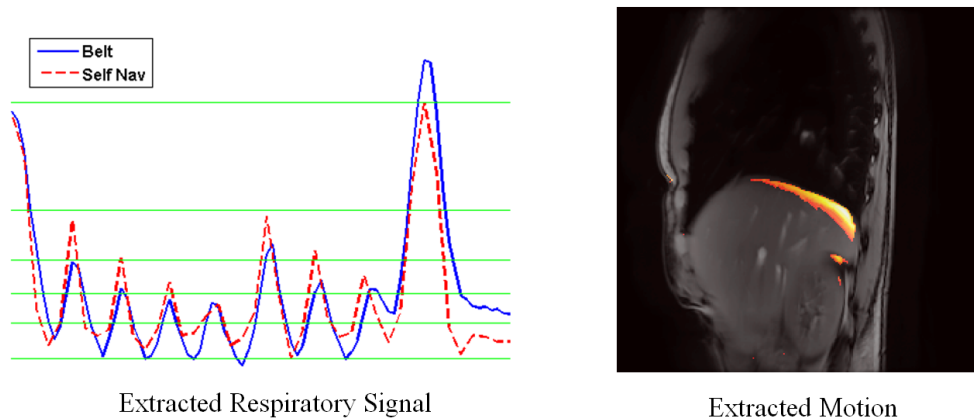 Belt
Self Nav
Extracted Respiratory Signal
Extracted Motion